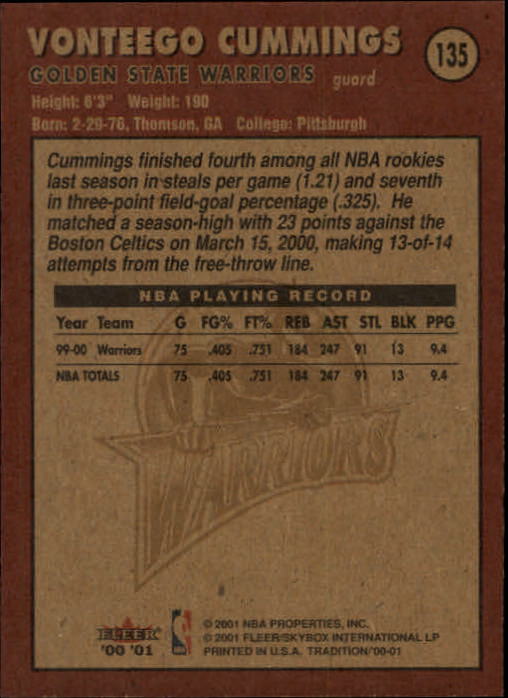 VONTEEGO CUMMINGS
135
GOLDEN STATE WARRIORS guard
Height: 6'3" Weight: 190
Born: 2-29-76, Thomson, GA College: Pittsburgh
Cummings finished fourth among all NBA rookies
last season in steals per game (1.21) and seventh
in three-point field-goal percentage (.325). He
matched a season-high with 23 points against the
Boston Celtics on March 15, 2000, making 13-of-14
attempts from the free-throw line.
NBA PLAYING RECORD
Year Team G FG% FT% REB AST STL BLK PPG
99-00 Warriors 75 .405 .751 184 247 91 13 9.4
NBA TOTALS 75 .405 .751 184 247 91 13 9.4
WARRIORS
FLEER
'00 '01
© 2001 NBA PROPERTIES, INC.
© 2001 FLEER/SKYBOX INTERNATIONAL LP
PRINTED IN U.S.A. TRADITION/'00-01